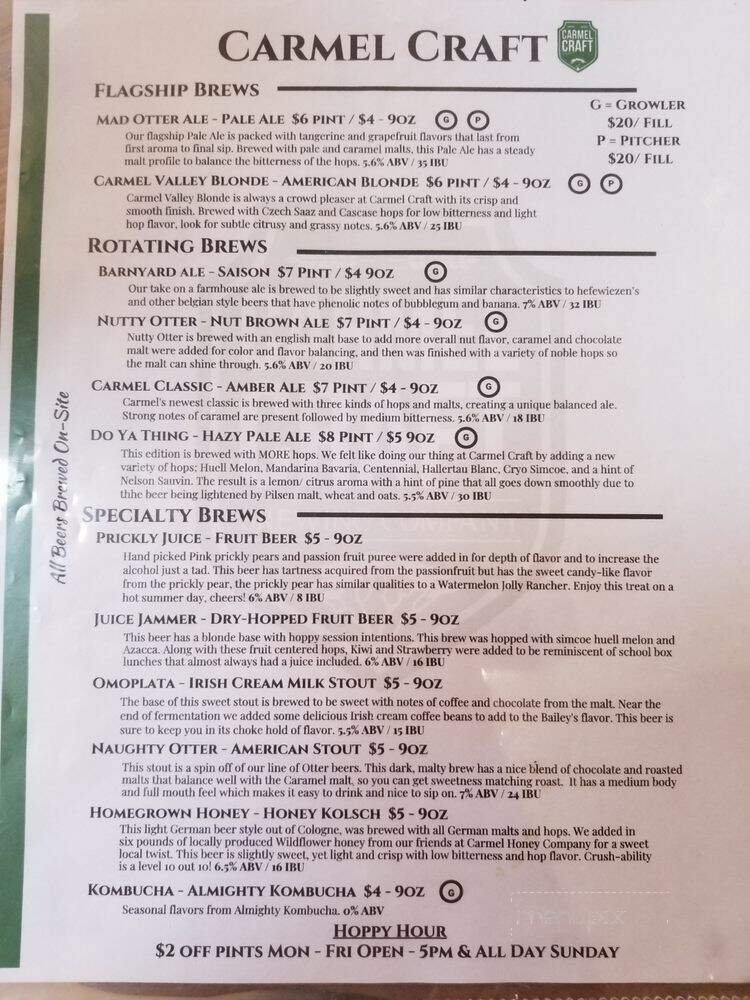 CARMEL CRAFT
CARMEL
CRAFT
FLAGSHIP BREWS
G = GROWLER
$20/ FILL
P = PITCHER
$20/ FILL
MAD OTTER ALE - PALE ALE $6 PINT / $4 - 9OZ G P
Our flagship Pale Ale is packed with tangerine and grapefruit flavors that last from
first aroma to final sip. Brewed with pale and caramel malts, this Pale Ale has a steady
malt profile to balance the bitterness of the hops. 5.6% ABV / 35 IBU
CARMEL VALLEY BLONDE - AMERICAN BLONDE $6 PINT / $4 - 9OZ G P
Carmel Valley Blonde is always a crowd pleaser at Carmel Craft with its crisp and
smooth finish. Brewed with Czech Saaz and Cascase hops for low bitterness and light
hop flavor, look for subtle citrusy and grassy notes. 5.6% ABV / 25 IBU
ROTATING BREWS
BARNYARD ALE - SAISON $7 PINT / $4 9OZ G
Our take on a farmhouse ale is brewed to be slightly sweet and has similar characteristics to hefewiezen's
and other belgian style beers that have phenolic notes of bubblegum and banana. 7% ABV / 32 IBU
NUTTY OTTER - NUT BROWN ALE $7 PINT / $4 - 9OZ G
Nutty Otter is brewed with an english malt base to add more overall nut flavor, caramel and chocolate
malt were added for color and flavor balancing, and then was finished with a variety of noble hops so
the malt can shine through. 5.6% ABV / 20 IBU
CARMEL CLASSIC - AMBER ALE $7 PINT / $4 - 9OZ G
Carmel's newest classic is brewed with three kinds of hops and malts, creating a unique balanced ale.
Strong notes of caramel are present followed by medium bitterness. 5.6% ABV / 18 IBU
DO YA THING - HAZY PALE ALE $8 PINT / $5 9OZ G
This edition is brewed with MORE hops. We felt like doing our thing at Carmel Craft by adding a new
variety of hops; Huell Melon, Mandarina Bavaria, Centennial, Hallertau Blanc, Cryo Simcoe, and a hint of
Nelson Sauvin. The result is a lemon/ citrus aroma with a hint of pine that all goes down smoothly due to
thhe beer being lightened by Pilsen malt, wheat and oats. 5.5% ABV / 30 IBU
All Beers Brewed On-Site
SPECIALTY BREWS
PRICKLY JUICE - FRUIT BEER $5 - 9OZ
Hand picked Pink prickly pears and passion fruit puree were added in for depth of flavor and to increase the
alcohol just a tad. This beer has tartness acquired from the passionfruit but has the sweet candy-like flavor
from the prickly pear, the prickly pear has similar qualities to a Watermelon Jolly Rancher. Enjoy this treat on a
hot summer day, cheers! 6% ABV / 8 IBU
JUICE JAMMER - DRY-HOPPED FRUIT BEER $5 - 9OZ
This beer has a blonde base with hoppy session intentions. This brew was hopped with simcoe huell melon and
Azacca. Along with these fruit centered hops, Kiwi and Strawberry were added to be reminiscent of school box
lunches that almost always had a juice included. 6% ABV / 16 IBU
OMOPLATA - IRISH CREAM MILK STOUT $5 - 9OZ
The base of this sweet stout is brewed to be sweet with notes of coffee and chocolate from the malt. Near the
end of fermentation we added some delicious Irish cream coffee beans to add to the Bailey's flavor. This beer is
sure to keep you in its choke hold of flavor. 5.5% ABV / 15 IBU
NAUGHTY OTTER - AMERICAN STOUT $5 - 9OZ
This stout is a spin off of our line of Otter beers. This dark, malty brew has a nice blend of chocolate and roasted
malts that balance well with the Caramel malt, so you can get sweetness matching roast. It has a medium body
and full mouth feel which makes it easy to drink and nice to sip on. 7% ABV / 24 IBU
HOMEGROWN HONEY - HONEY KOLSCH $5 - 9OZ
This light German beer style out of Cologne, was brewed with all German malts and hops. We added in
six pounds of locally produced Wildflower honey from our friends at Carmel Honey Company for a sweet
local twist. This beer is slightly sweet, yet light and crisp with low bitterness and hop flavor. Crush-ability
is a level 10 out 10! 6.5% ABV / 16 IBU
KOMBUCHA - ALMIGHTY KOMBUCHA $4 - 9OZ G
Seasonal flavors from Almighty Kombucha. 0% ABV
HOPPY HOUR
$2 OFF PINTS MON - FRI OPEN - 5PM & ALL DAY SUNDAY